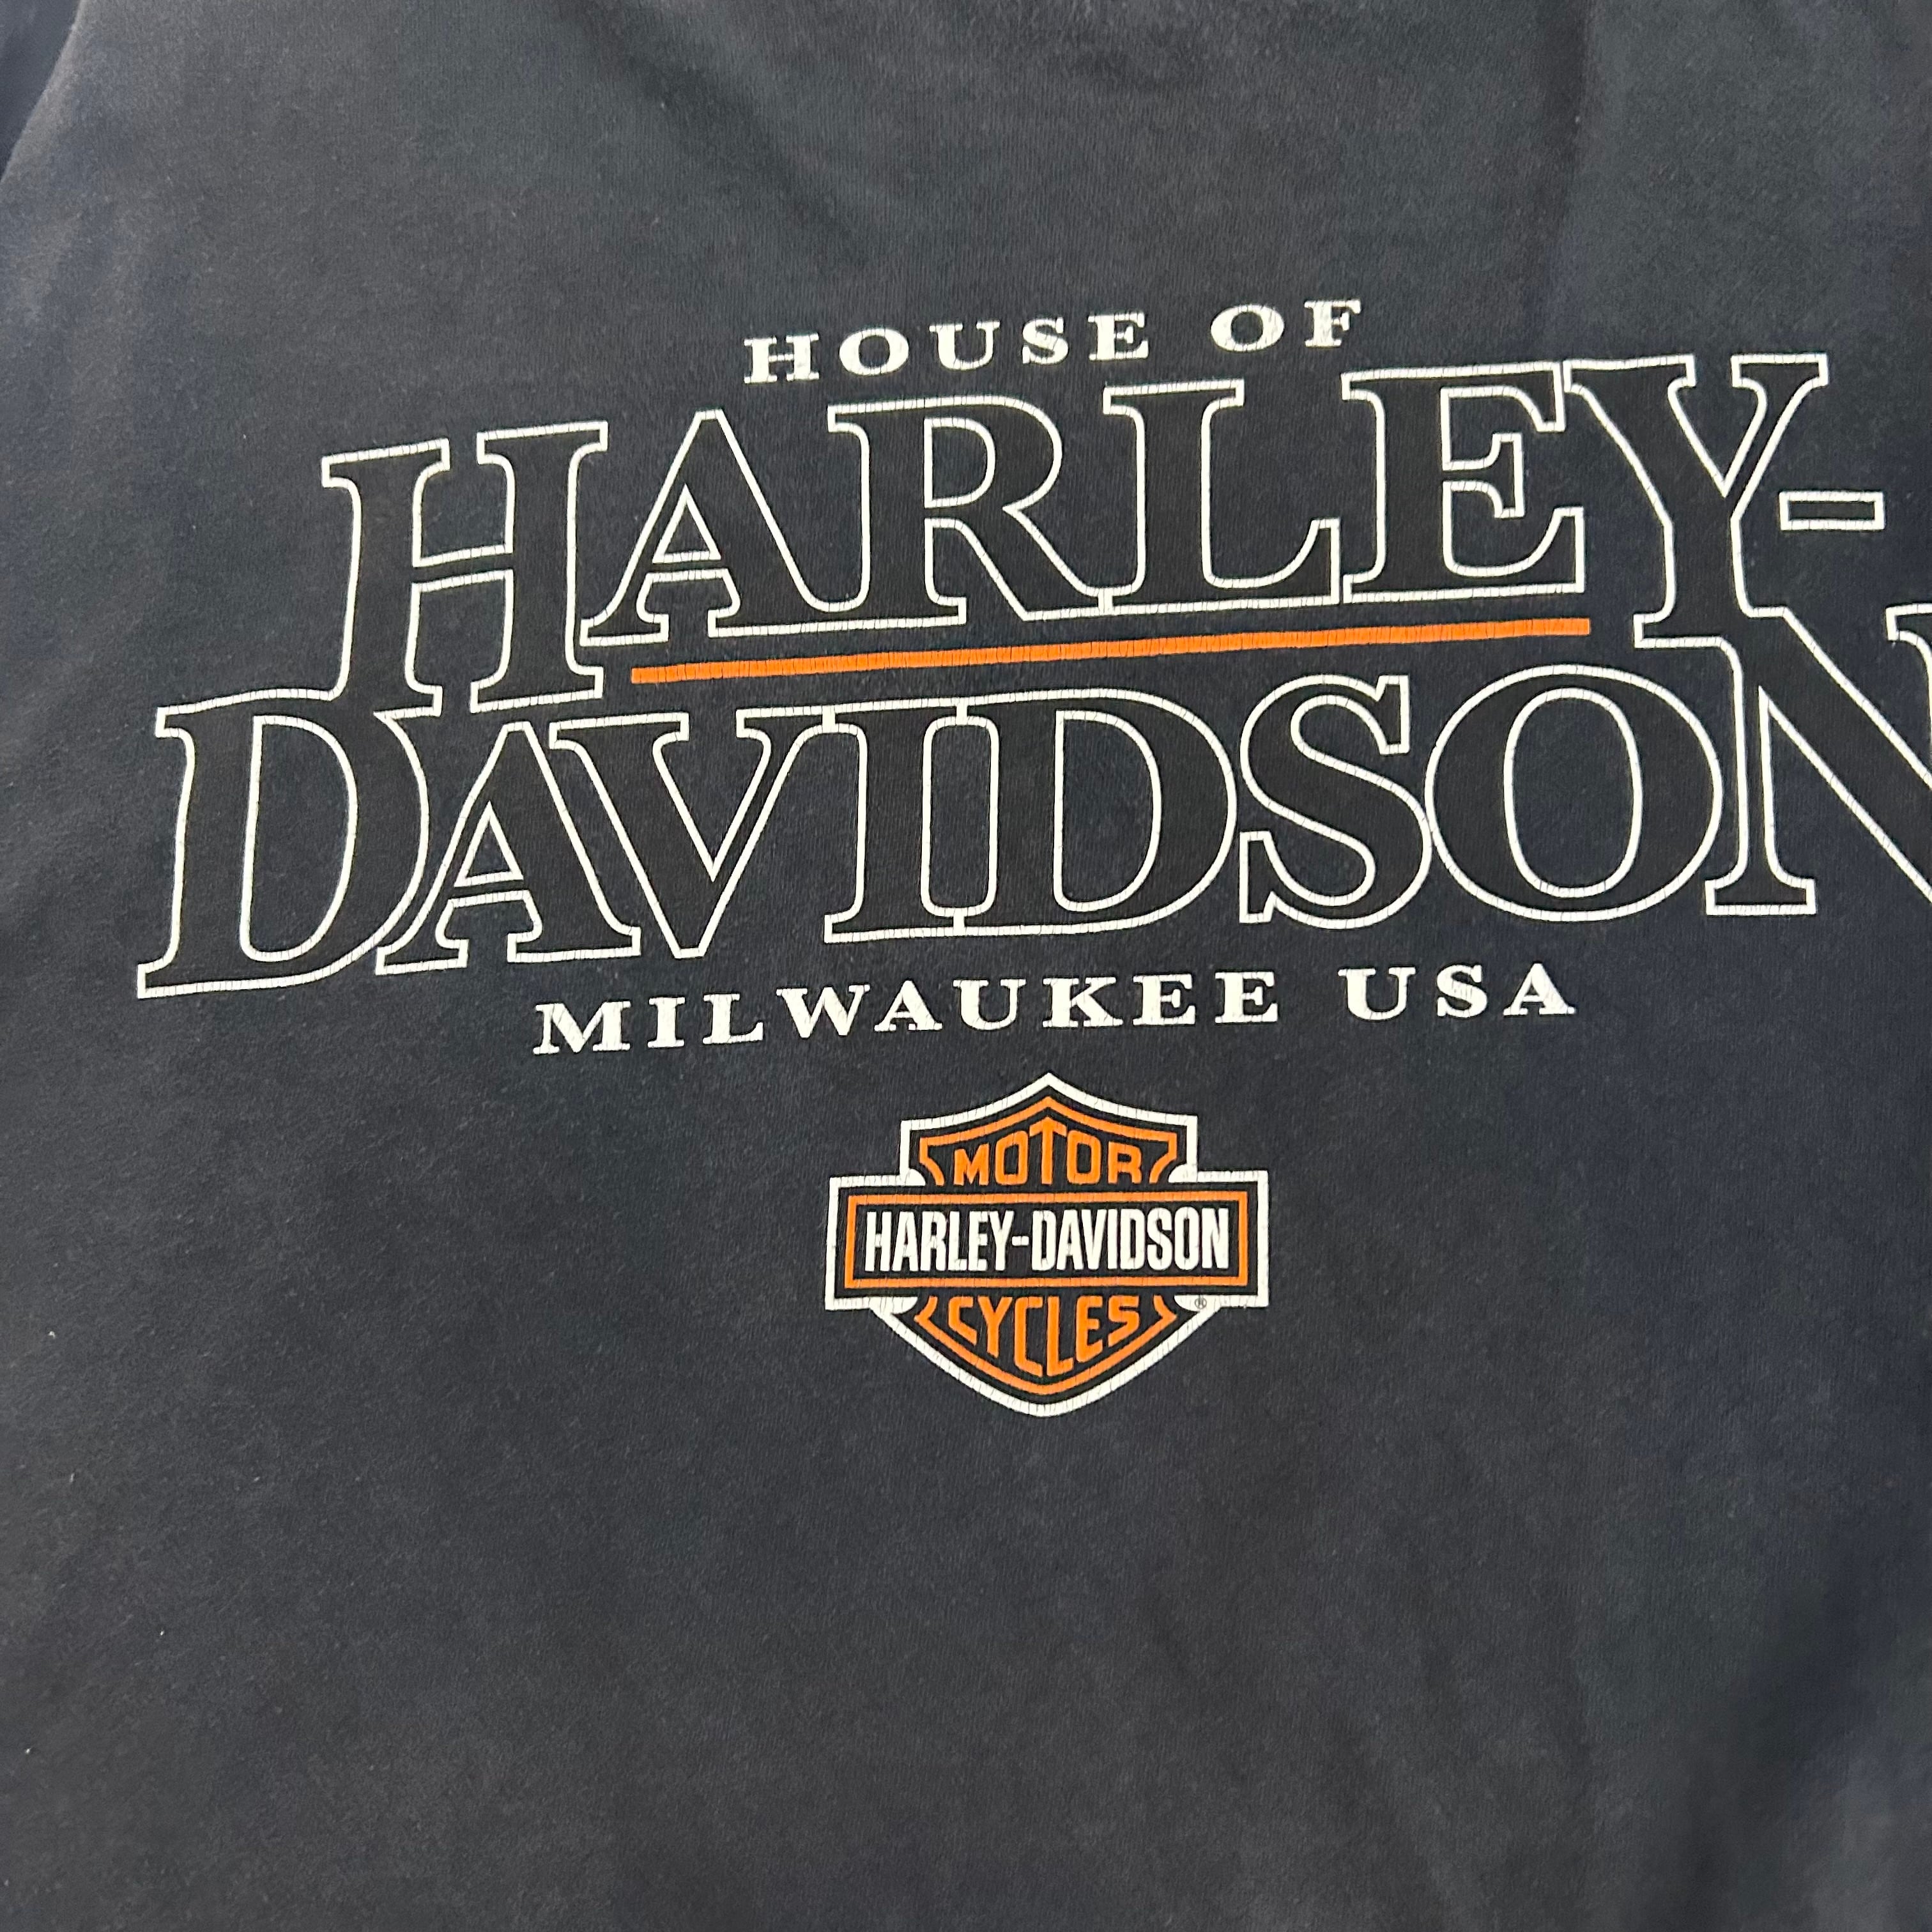 HOUSE OF
HARLEY-
DAVIDSON
MILWAUKEE USA
MOTOR
HARLEY-DAVIDSON
CYCLES
®